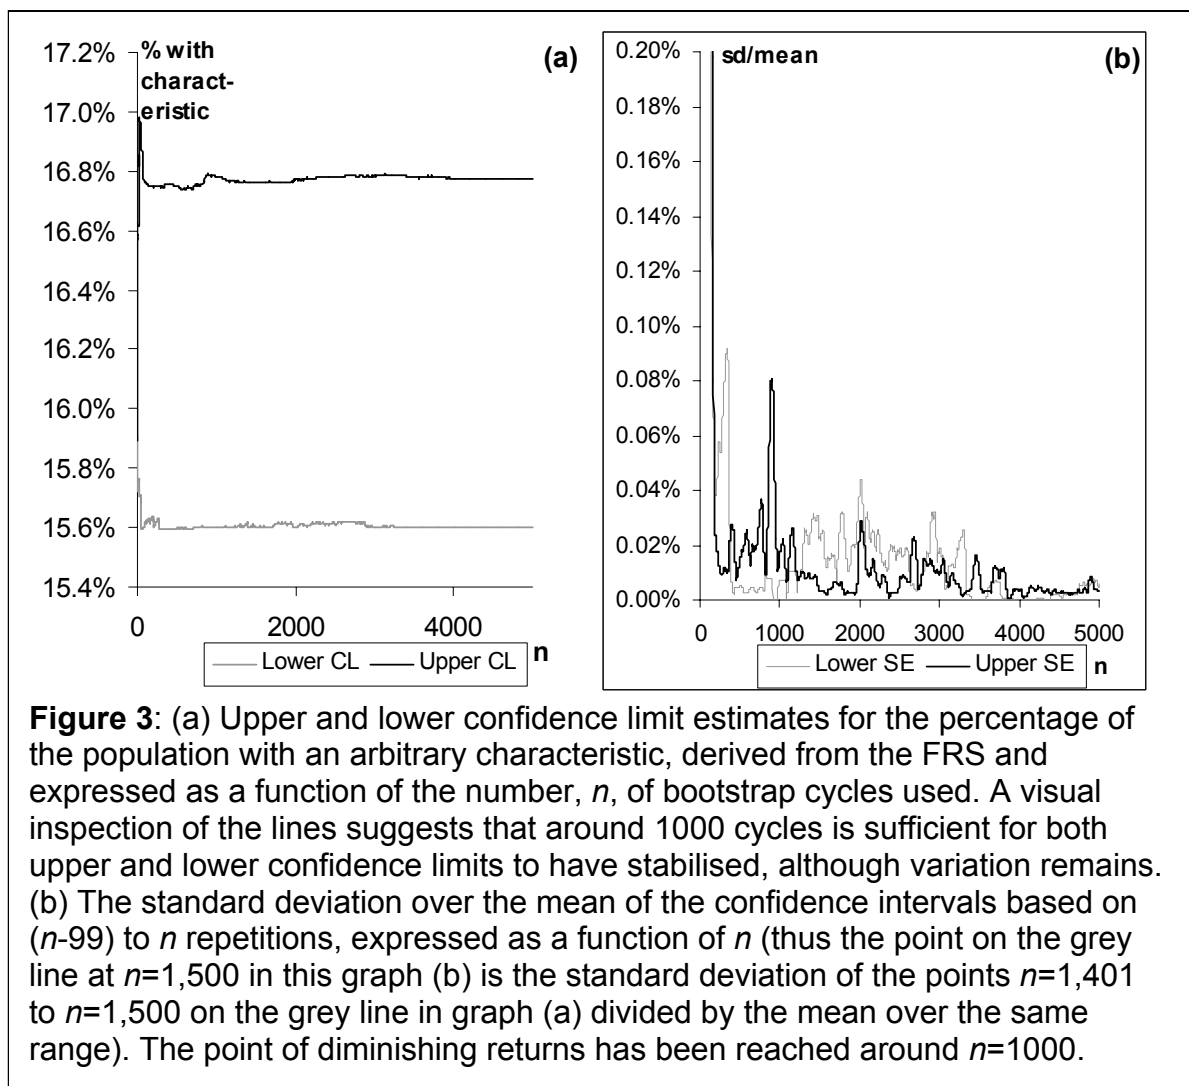 17.2%
17.0%
16.8%
16.6%
16.4%
16.2%
16.0%
15.8%
15.6%
15.4%
% with
charact-
eristic
(a)
0
2000
4000
n
Lower CL
Upper CL
0.20%
0.18%
0.16%
0.14%
0.12%
0.10%
0.08%
0.06%
0.04%
0.02%
0.00%
sd/mean
(b)
0
1000
2000
3000
4000
5000
Lower SE
Upper SE
n
Figure 3: (a) Upper and lower confidence limit estimates for the percentage of
the population with an arbitrary characteristic, derived from the FRS and
expressed as a function of the number, n, of bootstrap cycles used. A visual
inspection of the lines suggests that around 1000 cycles is sufficient for both
upper and lower confidence limits to have stabilised, although variation remains.
(b) The standard deviation over the mean of the confidence intervals based on
(n-99) to n repetitions, expressed as a function of n (thus the point on the grey
line at n=1,500 in this graph (b) is the standard deviation of the points n=1,401
to n=1,500 on the grey line in graph (a) divided by the mean over the same
range). The point of diminishing returns has been reached around n=1000.